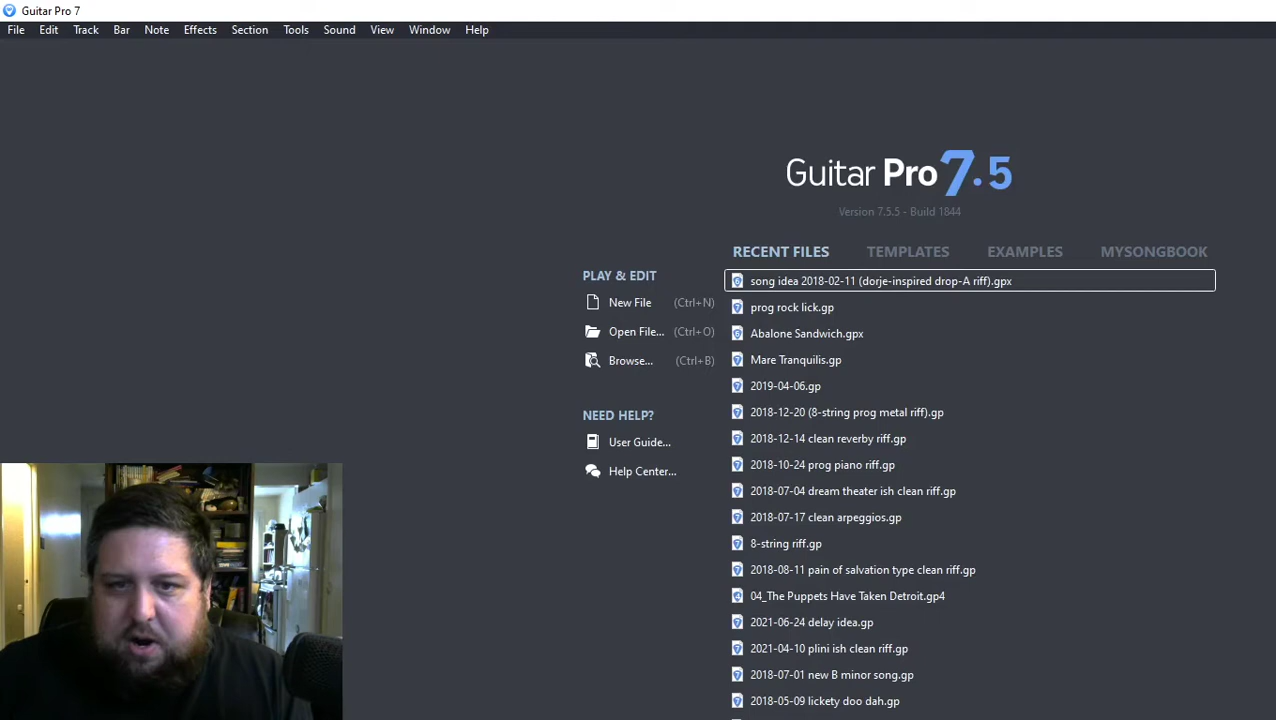 Guitar Pro 7
File Edit Track Bar Note Effects Section Tools Sound View Window Help
Guitar Pro 7.5
Version 7.5.5 - Build 1844
RECENT FILES TEMPLATES EXAMPLES MYSONGBOOK
PLAY & EDIT
New File (Ctrl+N)
Open File... (Ctrl+O)
Browse... (Ctrl+B)
NEED HELP?
User Guide...
Help Center...
song idea 2018-02-11 (dorje-inspired drop-A riff).gpx
prog rock lick.gp
Abalone Sandwich.gpx
Mare Tranquilis.gp
2019-04-06.gp
2018-12-20 (8-string prog metal riff).gp
2018-12-14 clean reverby riff.gp
2018-10-24 prog piano riff.gp
2018-07-04 dream theater ish clean riff.gp
2018-07-17 clean arpeggios.gp
8-string riff.gp
2018-08-11 pain of salvation type clean riff.gp
04_The Puppets Have Taken Detroit.gp4
2021-06-24 delay idea.gp
2021-04-10 plini ish clean riff.gp
2018-07-01 new B minor song.gp
2018-05-09 lickety doo dah.gp